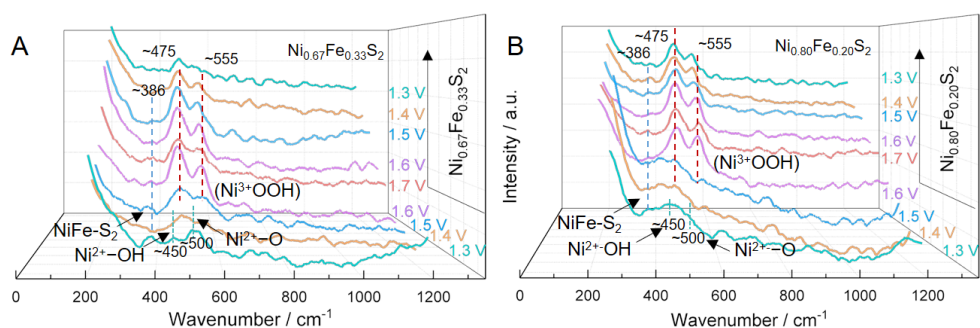 A
~475
~555
Ni0.67Fe0.33S2
~386
1.3 V
1.4 V
1.5 V
1.6 V
1.7 V
1.6 V
1.5 V
1.4 V
1.3 V
Ni0.67Fe0.33S2
(Ni3+OOH)
NiFe-S2
Ni2+–OH
~450
~500
Ni2+–O
0 200 400 600 800 1000 1200
Wavenumber / cm-1
B
Intensity / a.u.
~475
~555
Ni0.80Fe0.20S2
~386
1.3 V
1.4 V
1.5 V
1.6 V
1.7 V
1.6 V
1.5 V
1.4 V
1.3 V
Ni0.80Fe0.20S2
(Ni3+OOH)
NiFe-S2
Ni2+-OH
~450
~500
Ni2+-–O
0 200 400 600 800 1000 1200
Wavenumber / cm-1